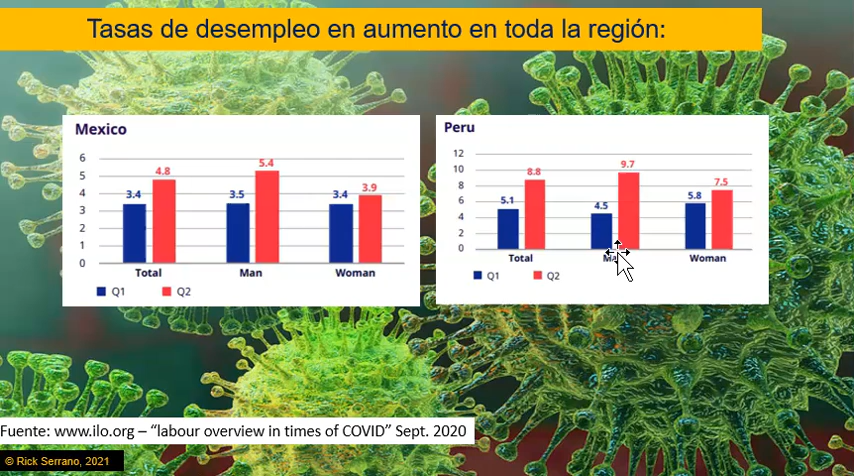 Tasas de desempleo en aumento en toda la región:
Mexico
6
5
4
3
2
1
0
3.4
4.8
3.5
5.4
3.4
3.9
Total
Man
Woman
Q1
Q2
Peru
12
10
8
6
4
2
0
5.1
8.8
4.5
9.7
5.8
7.5
Total
Woman
Q1
Q2
Fuente: www.ilo.org – “labour overview in times of COVID” Sept. 2020
© Rick Serrano, 2021